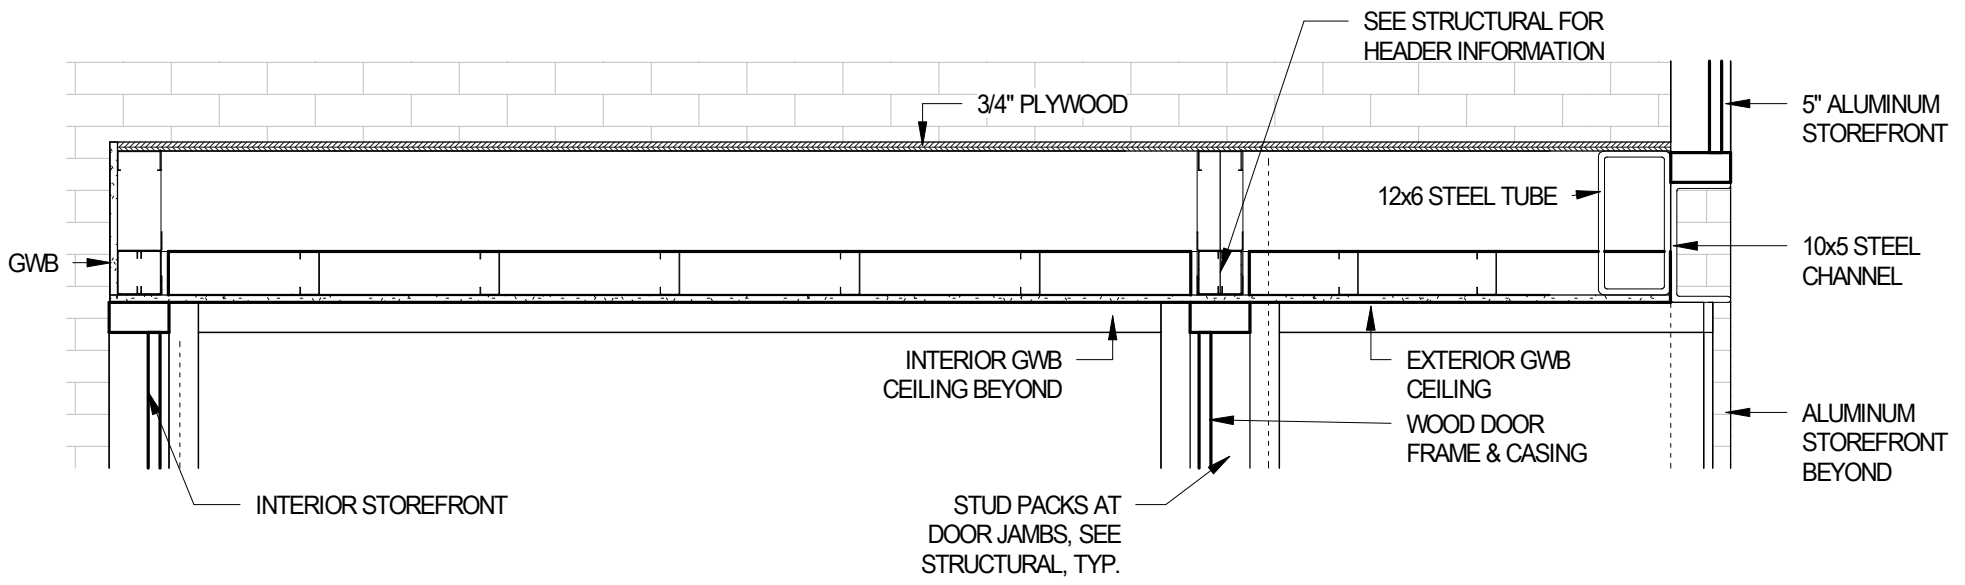 SEE STRUCTURAL FOR
HEADER INFORMATION
3/4" PLYWOOD
5" ALUMINUM
STOREFRONT
12x6 STEEL TUBE
GWB
10x5 STEEL
CHANNEL
INTERIOR GWB
CEILING BEYOND
EXTERIOR GWB
CEILING
WOOD DOOR
FRAME & CASING
ALUMINUM
STOREFRONT
BEYOND
INTERIOR STOREFRONT
STUD PACKS AT
DOOR JAMBS, SEE
STRUCTURAL, TYP.